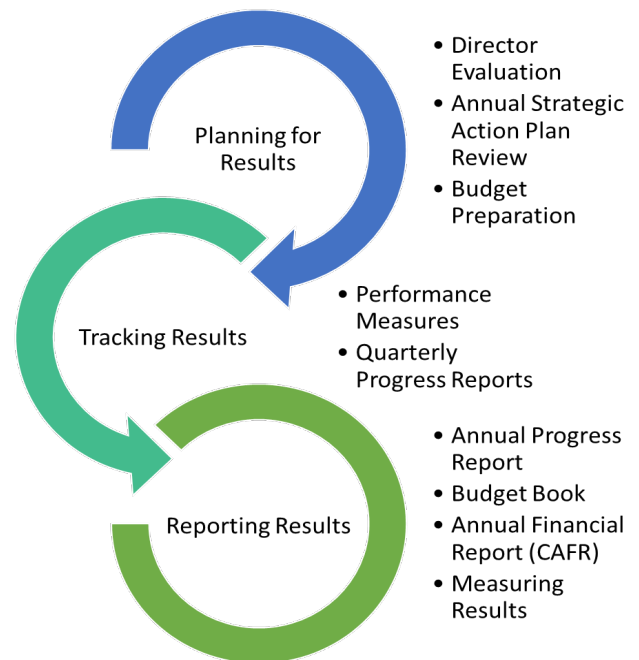 Planning for
Results
• Director
Evaluation
• Annual Strategic
Action Plan
Review
• Budget
Preparation
Tracking Results
• Performance
Measures
• Quarterly
Progress Reports
Reporting Results
• Annual Progress
Report
• Budget Book
• Annual Financial
Report (CAFR)
• Measuring
Results